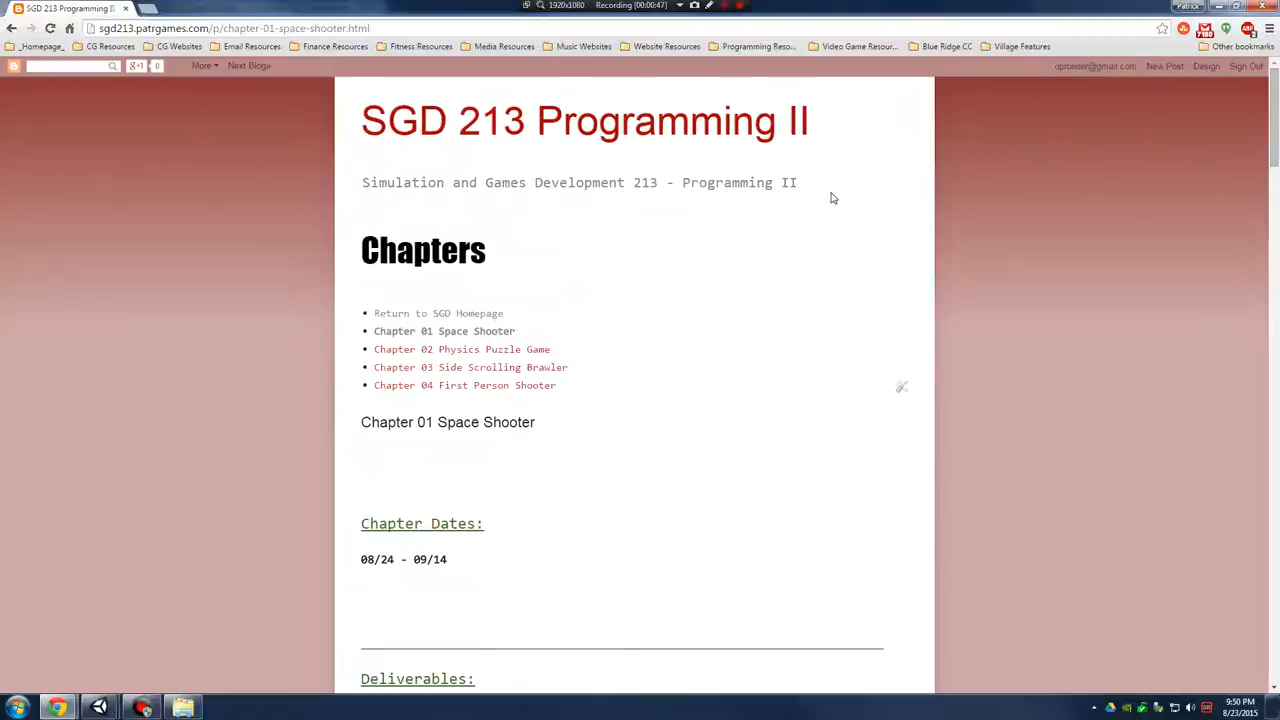 SGD 213 Programming II
1920x1080 Recording [00:00:47]
Patrick
sgd213.patrgames.com/p/chapter-01-space-shooter.html
7180
_Homepage_ CG Resources CG Websites Email Resources Finance Resources Fitness Resources Media Resources Music Websites Website Resources Programming Reso... Video Game Resour... Blue Ridge CC Village Features Other bookmarks
g+1 0 More Next Blog» New Post Design Sign Out
SGD 213 Programming II
Simulation and Games Development 213 - Programming II
Chapters
• Return to SGD Homepage
• Chapter 01 Space Shooter
• Chapter 02 Physics Puzzle Game
• Chapter 03 Side Scrolling Brawler
• Chapter 04 First Person Shooter
Chapter 01 Space Shooter
Chapter Dates:
08/24 - 09/14
Deliverables:
9:50 PM
8/23/2015